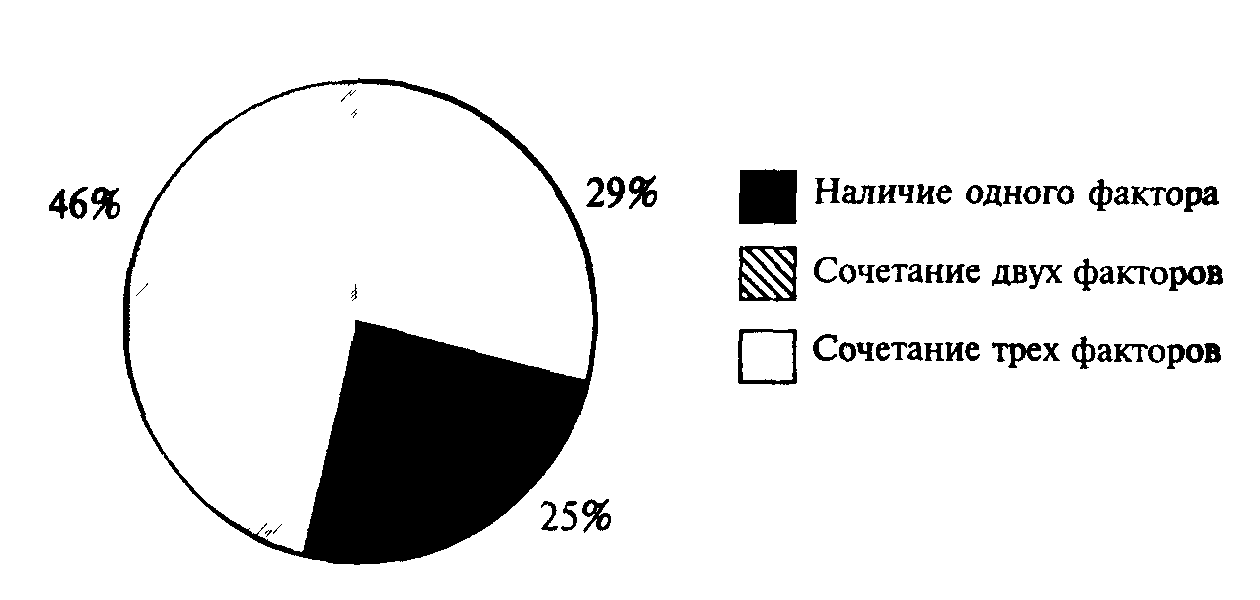 46%
29%
25%
Наличие одного фактора
Сочетание двух факторов
Сочетание трех факторов